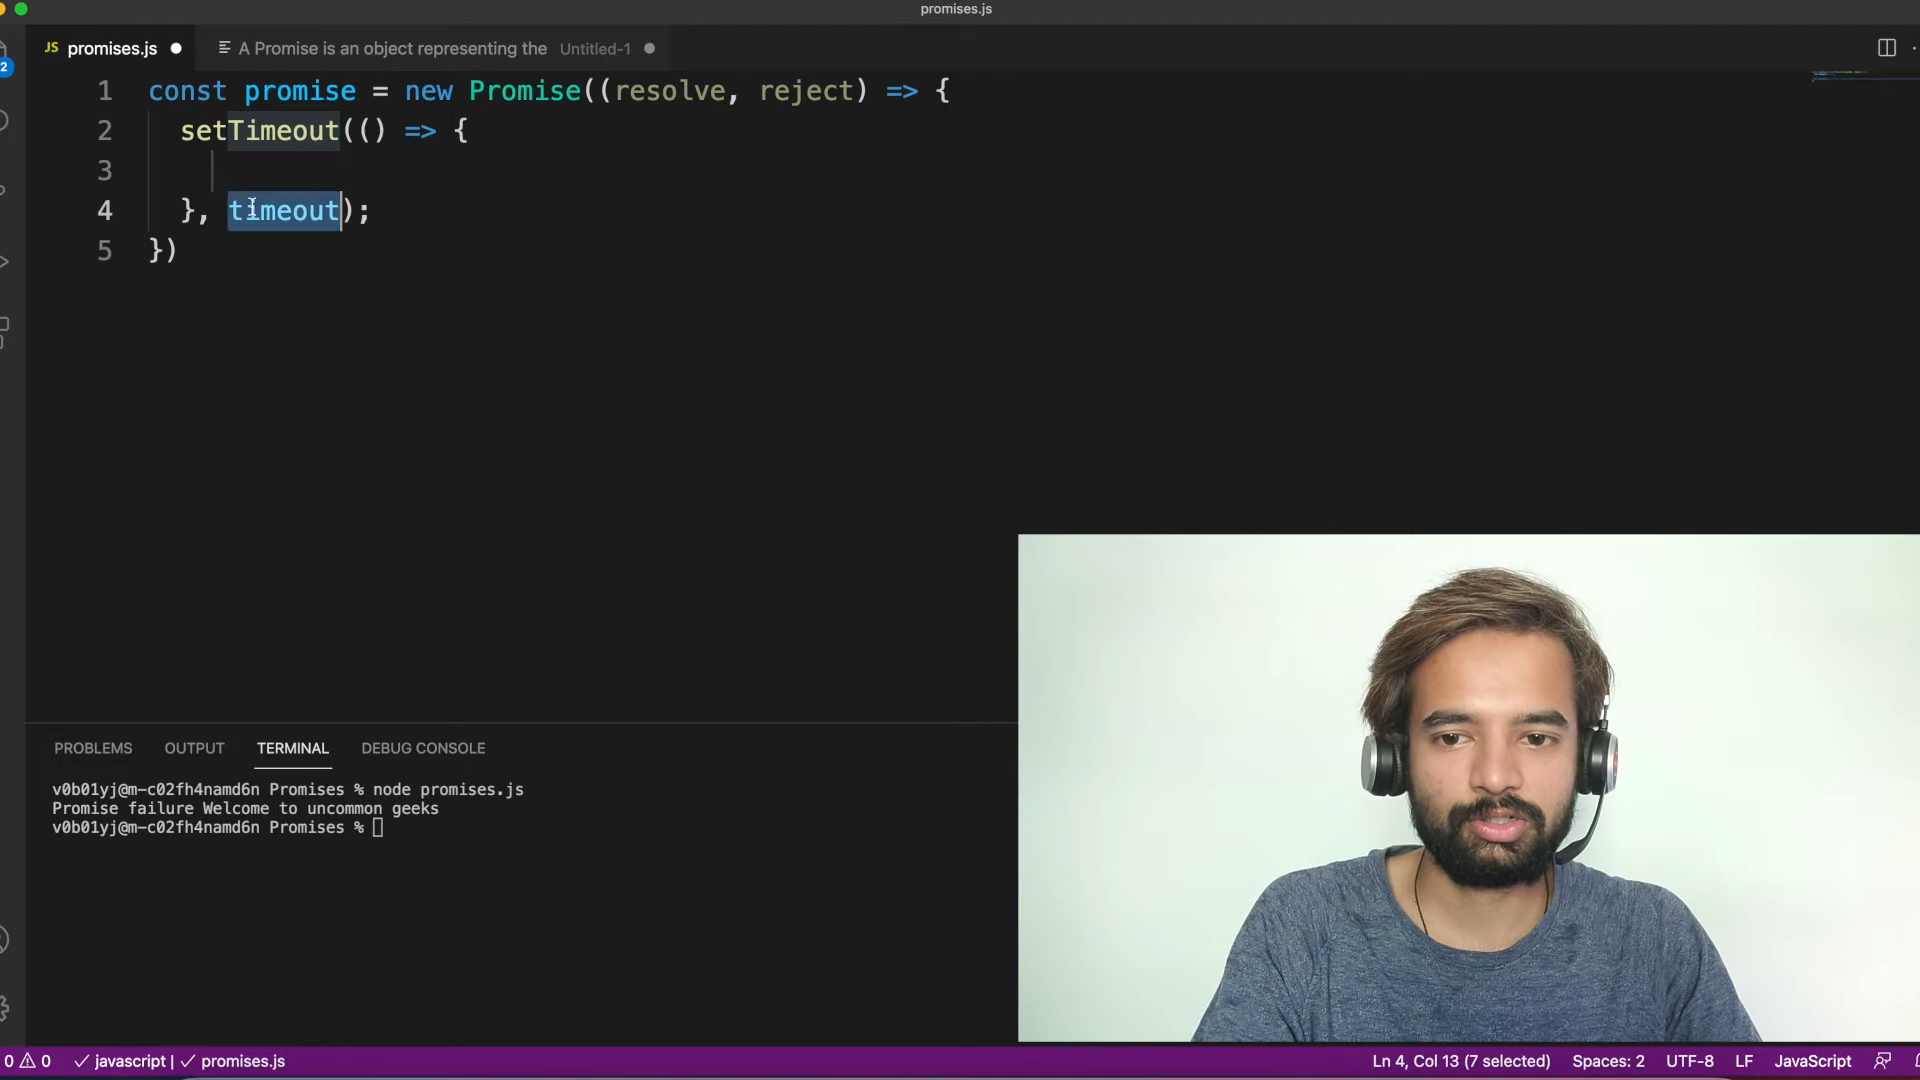 promises.js
JS promises.js
A Promise is an object representing the Untitled-1
1 const promise = new Promise((resolve, reject) => {
2 setTimeout(() => {
3
4 }, timeout);
5 })
2
PROBLEMS OUTPUT TERMINAL DEBUG CONSOLE
v0b01yj@m-c02fh4namd6n Promises % node promises.js
Promise failure Welcome to uncommon geeks
v0b01yj@m-c02fh4namd6n Promises %
0 0 javascript | promises.js Ln 4, Col 13 (7 selected) Spaces: 2 UTF-8 LF JavaScript